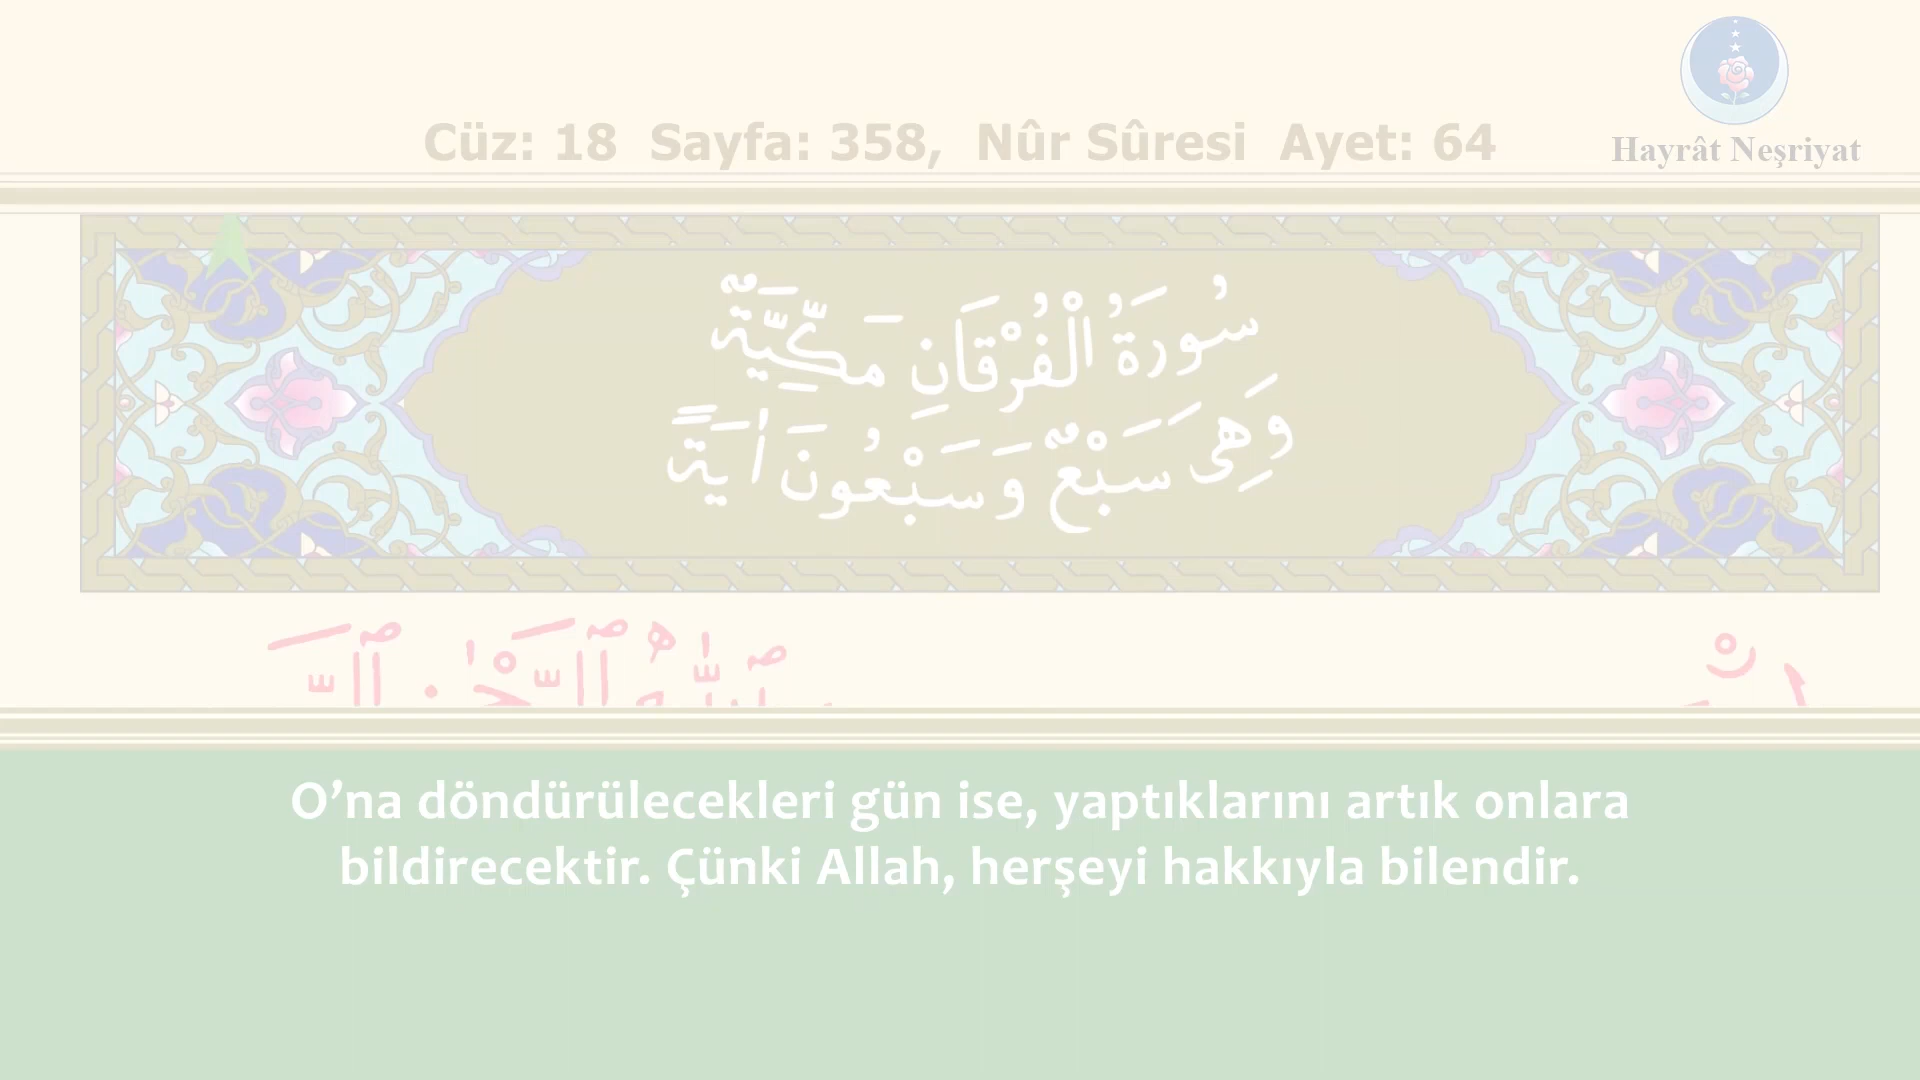 Cüz: 18 Sayfa: 358, Nûr Sûresi Ayet: 64
Hayrât Neşriyat
سُورَةُ الْفُرْقَانِ مَكِّيَّةٌ
وَهِىَ سَبْعٌ وَسَبْعُونَ اٰيَةً
O’na döndürülecekleri gün ise, yaptıklarını artık onlara
bildirecektir. Çünki Allah, herşeyi hakkıyla bilendir.